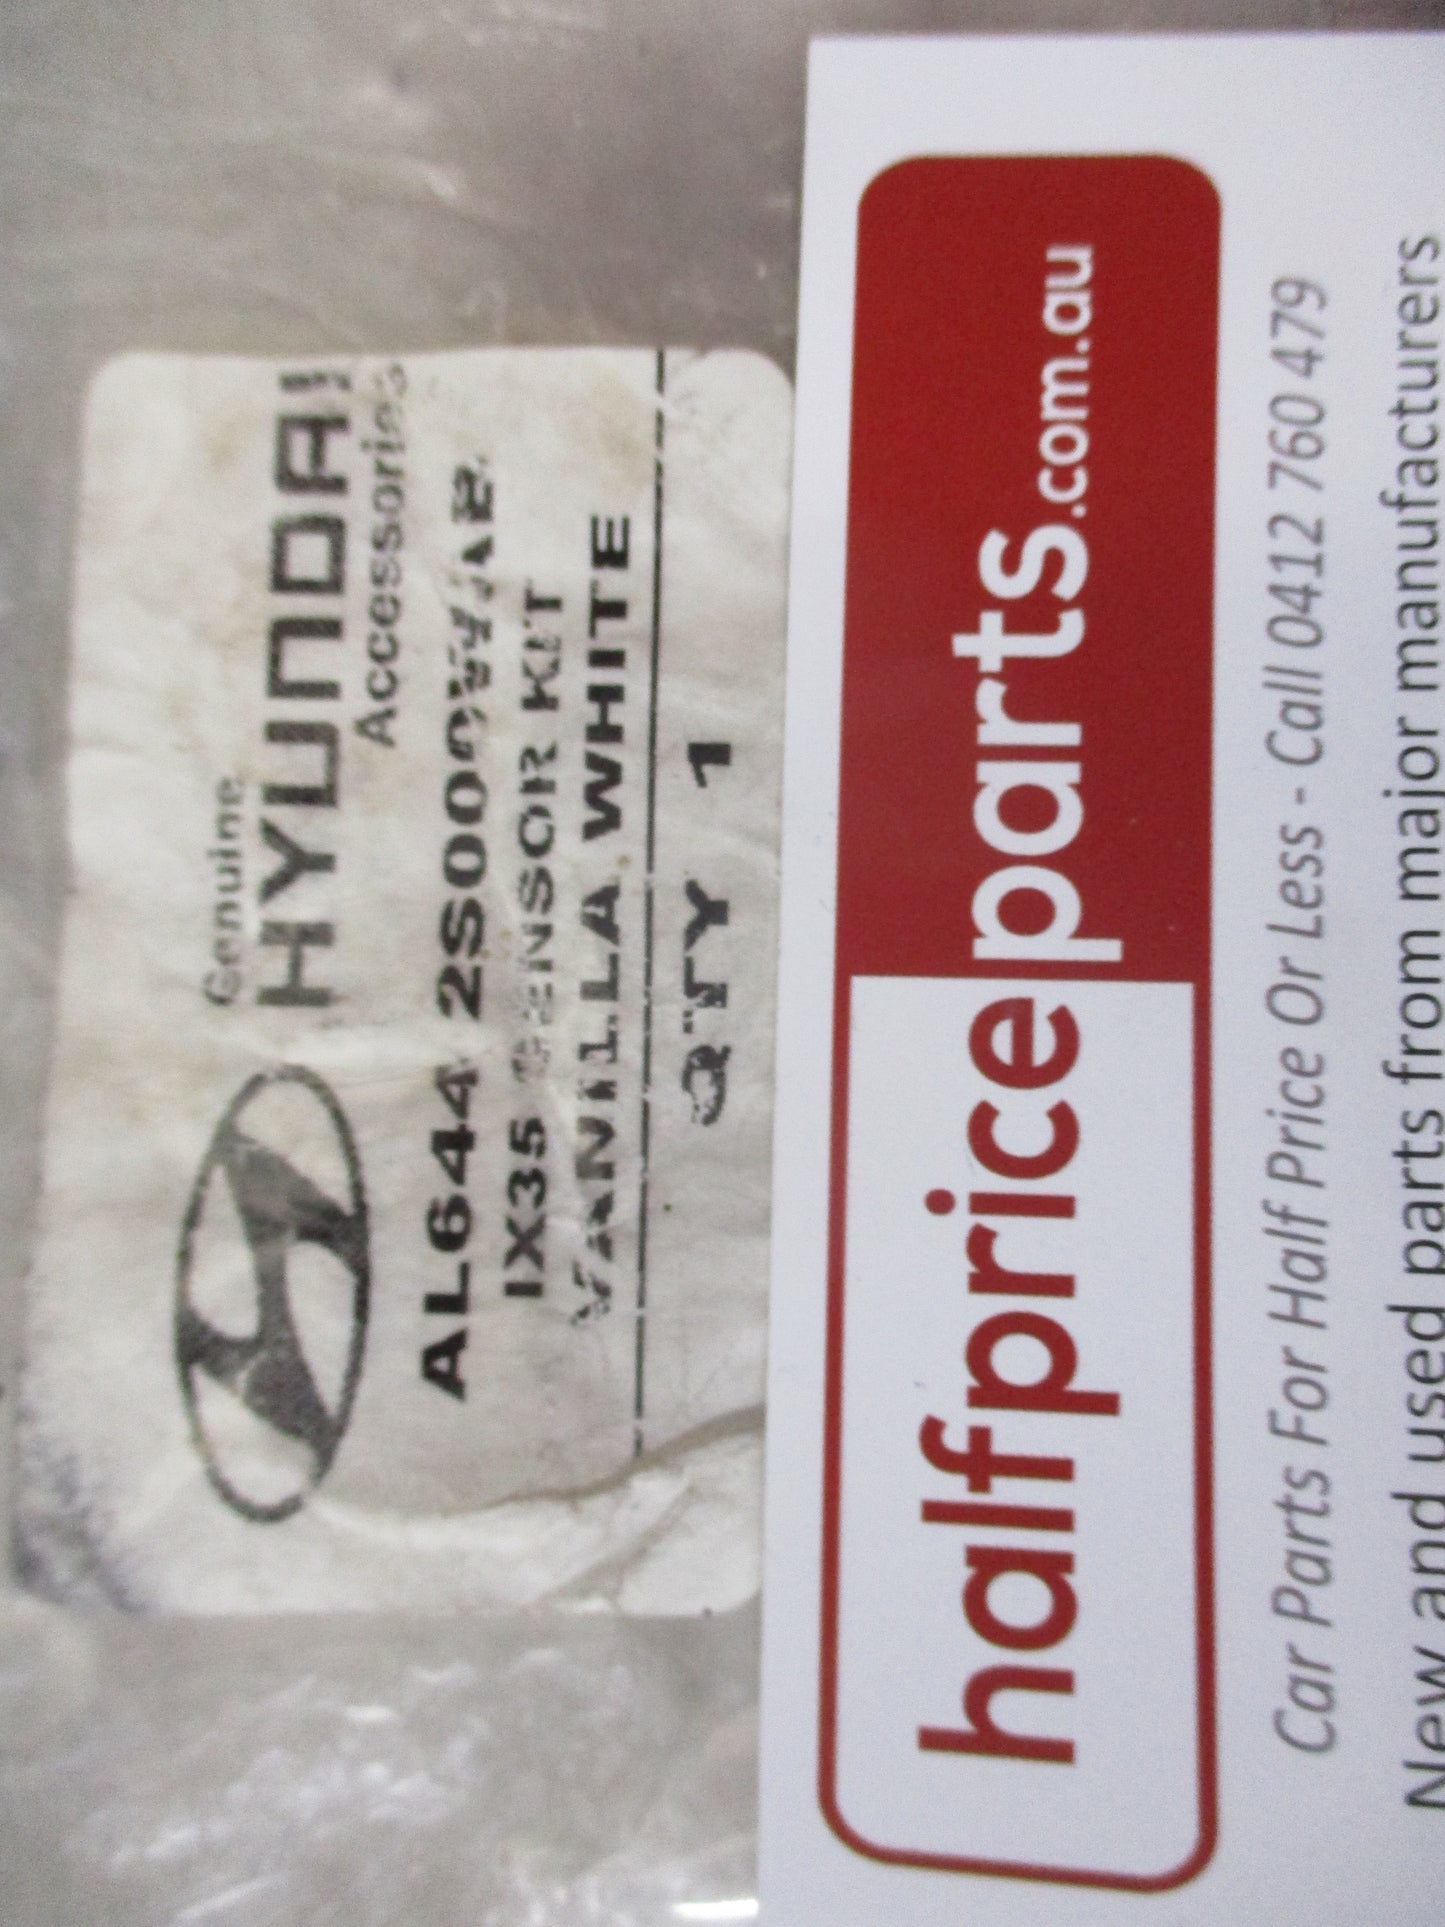 Genuine
HYUNDAI
Accessories
AL644 2S000WAE
IX35 SENSOR KIT
VANILLA WHITE
QTY 1
halfpriceparts.com.au
Car Parts For Half Price Or Less - Call 0412 760 479
New and used parts from major manufacturers